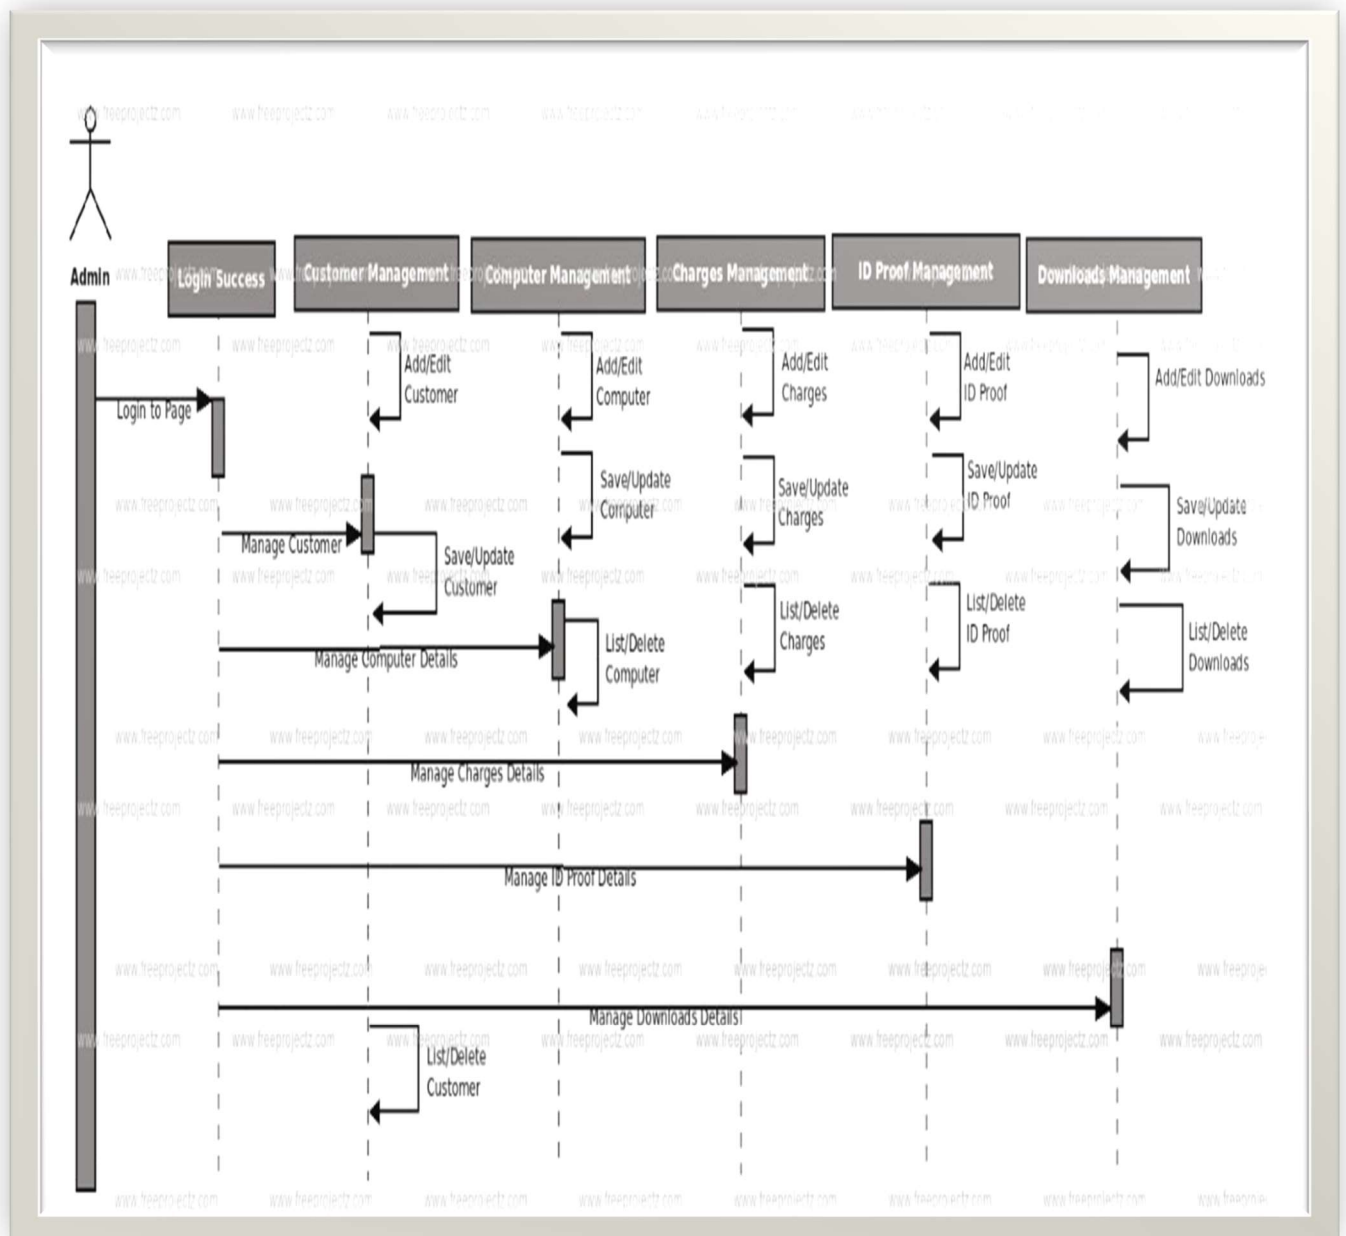 Admin
Login Success
Customer Management
Computer Management
Charges Management
ID Proof Management
Downloads Management
Add/Edit
Customer
Add/Edit
Computer
Add/Edit
Charges
Add/Edit
ID Proof
Add/Edit Downloads
Login to Page
Save/Update
Computer
Save/Update
Charges
Save/Update
ID Proof
Save/Update
Downloads
Manage Customer
Save/Update
Customer
List/Delete
Computer
List/Delete
Charges
List/Delete
ID Proof
List/Delete
Downloads
Manage Computer Details
Manage Charges Details
Manage ID Proof Details
Manage Downloads Details
List/Delete
Customer
www.freeprojectz.com